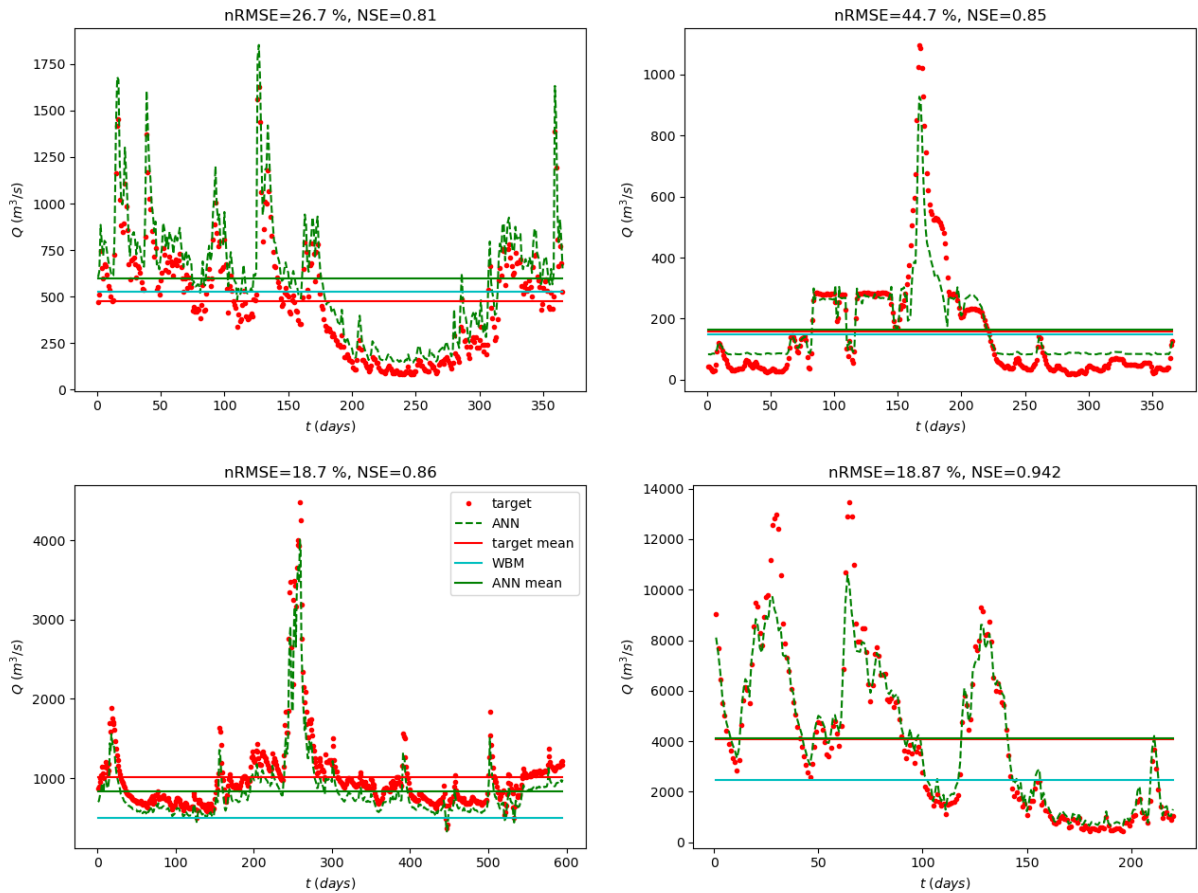 nRMSE=26.7 %, NSE=0.81
1750
1500
1250
1000
750
500
250
0
Q (m³/s)
0 50 100 150 200 250 300 350
t (days)
nRMSE=44.7 %, NSE=0.85
1000
800
600
400
200
0
Q (m³/s)
0 50 100 150 200 250 300 350
t (days)
nRMSE=18.7 %, NSE=0.86
4000
3000
2000
1000
Q (m³/s)
target
ANN
target mean
WBM
ANN mean
0 100 200 300 400 500 600
t (days)
nRMSE=18.87 %, NSE=0.942
14000
12000
10000
8000
6000
4000
2000
0
Q (m³/s)
0 50 100 150 200
t (days)